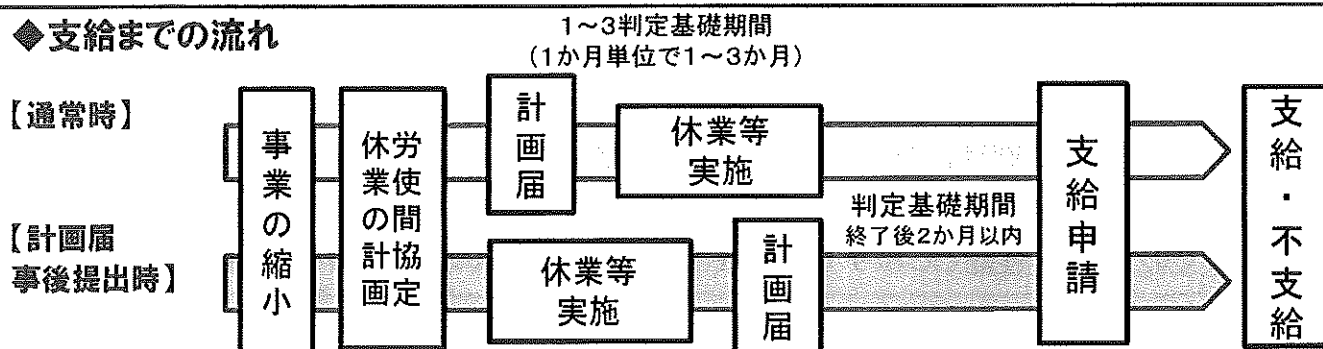 ◆支給までの流れ
1～3判定基礎期間
（1か月単位で1～3か月）
【通常時】
事業の縮小
労使間協定
休業の計画
計画届
休業等
実施
支給申請
支給・不支給
【計画届
事後提出時】
休業等
実施
計画届
判定基礎期間
終了後2か月以内